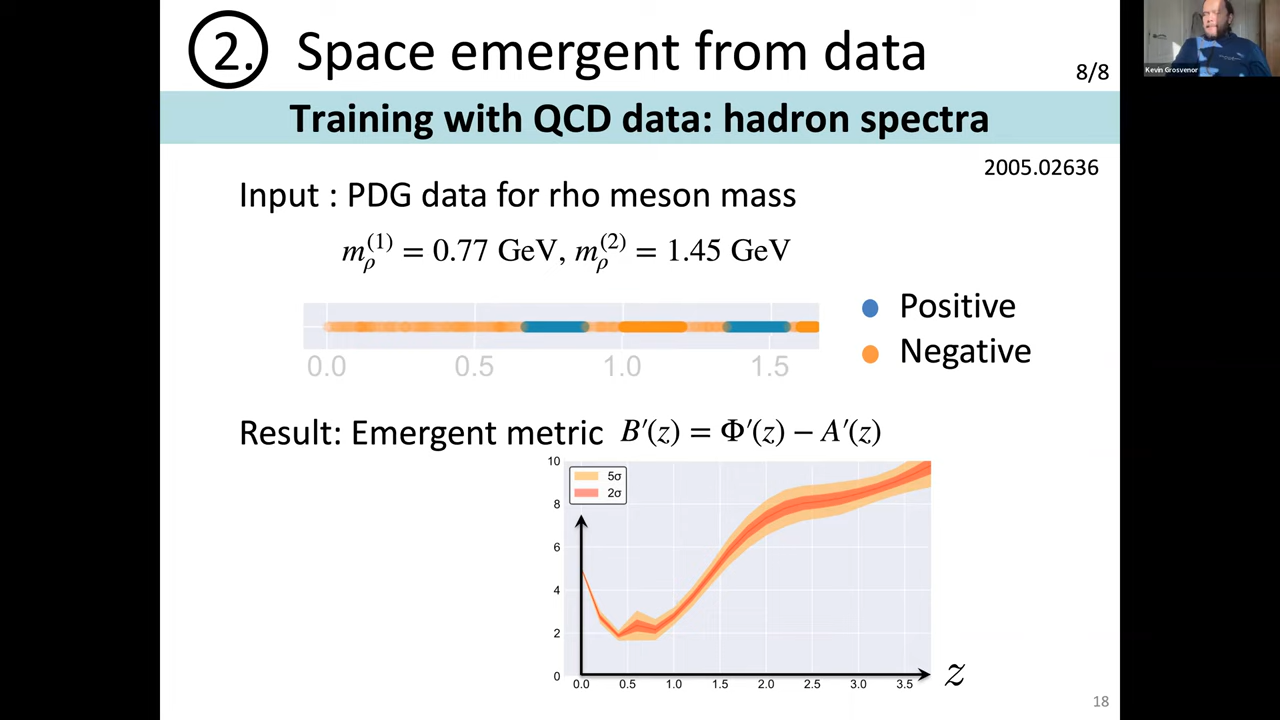 2. Space emergent from data
8/8
Kevin Grosvenor
Training with QCD data: hadron spectra
2005.02636
Input : PDG data for rho meson mass
m_ρ^(1) = 0.77 GeV, m_ρ^(2) = 1.45 GeV
Positive
Negative
0.0 0.5 1.0 1.5
Result: Emergent metric B′(z) = Φ′(z) − A′(z)
5σ
2σ
10
8
6
4
2
0
0.0 0.5 1.0 1.5 2.0 2.5 3.0 3.5
z
18